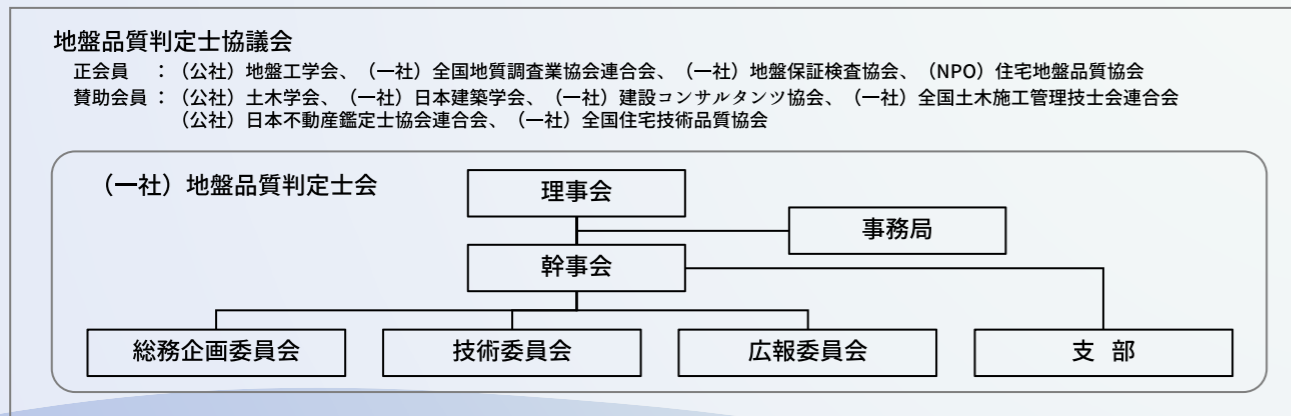 地盤品質判定士協議会
正会員 ：（公社）地盤工学会、（一社）全国地質調査業協会連合会、（一社）地盤保証検査協会、（NPO）住宅地盤品質協会
賛助会員 ：（公社）土木学会、（一社）日本建築学会、（一社）建設コンサルタンツ協会、（一社）全国土木施工管理技士会連合会
（公社）日本不動産鑑定士協会連合会、（一社）全国住宅技術品質協会
（一社）地盤品質判定士会
理事会
事務局
幹事会
総務企画委員会
技術委員会
広報委員会
支 部